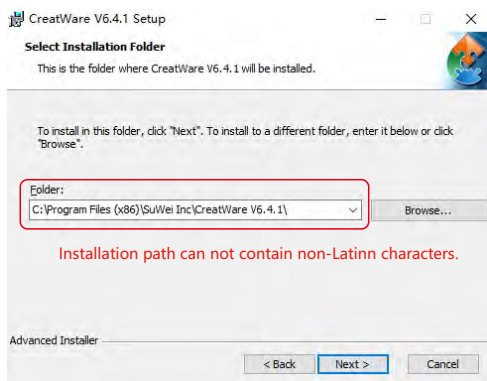 CreatWare V6.4.1 Setup
Select Installation Folder
This is the folder where CreatWare V6.4.1 will be installed.
To install in this folder, click "Next". To install to a different folder, enter it below or click
"Browse".
Folder:
C:\Program Files (x86)\SuWei Inc\CreatWare V6.4.1\
Browse...
Installation path can not contain non-Latinn characters.
Advanced Installer
< Back
Next >
Cancel